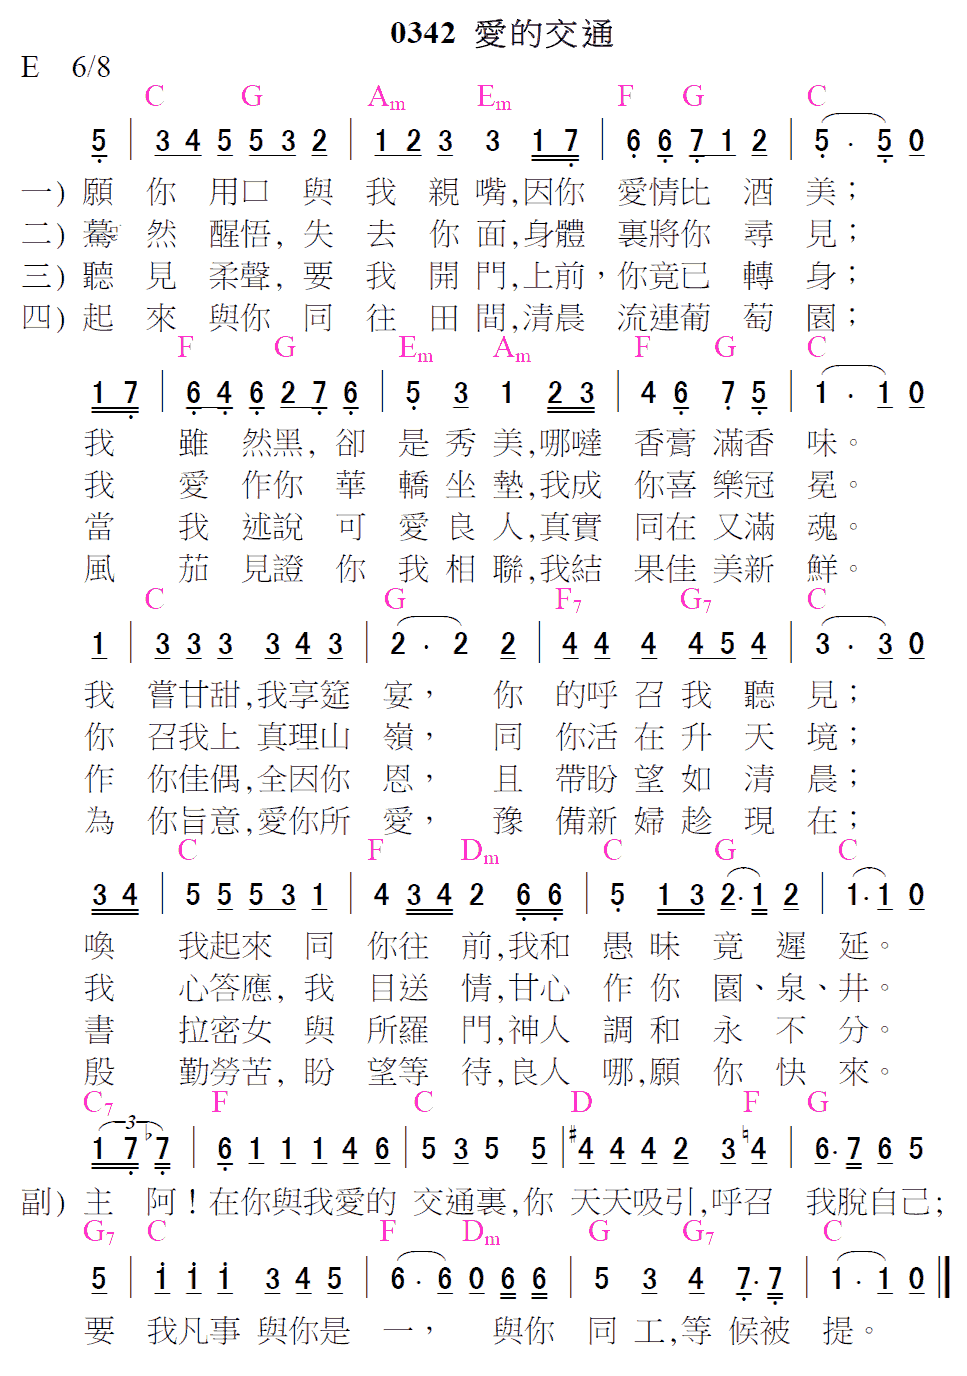 0342 愛的交通
E 6/8
C G Am Em F G C
5 | 3 4 5 5 3 2 | 1 2 3 3 1 7 | 6 6 7 1 2 | 5 · 5 0
一) 願 你 用口 與 我 親 嘴,因你 愛情比 酒 美；
二) 驀 然 醒悟, 失 去 你 面,身體 裏將你 尋 見；
三) 聽 見 柔聲, 要 我 開 門,上前，你竟已 轉 身；
四) 起 來 與你 同 往 田 間,清晨 流連葡 萄 園；
F G Em Am F G C
1 7 | 6 4 6 2 7 6 | 5 3 1 2 3 | 4 6 7 5 | 1 · 1 0
我 雖 然黑, 卻 是 秀 美,哪噠 香膏 滿香 味。
我 愛 作你 華 轎 坐 墊,我成 你喜 樂冠 冕。
當 我 述說 可 愛 良 人,真實 同在 又滿 魂。
風 茄 見證 你 我 相 聯,我結 果佳 美新 鮮。
C G F7 G7 C
1 | 3 3 3 3 4 3 | 2 · 2 2 | 4 4 4 4 5 4 | 3 · 3 0
我 嘗甘甜,我享筵 宴， 你 的呼 召 我 聽 見；
你 召我上 真理山 嶺， 同 你活 在 升 天 境；
作 你佳偶,全因你 恩， 且 帶盼 望 如 清 晨；
為 你旨意,愛你所 愛， 豫 備新 婦 趁 現 在；
C F Dm C G C
3 4 | 5 5 5 3 1 | 4 3 4 2 6 6 | 5 1 3 2· 1 2 | 1· 1 0
喚 我起來 同 你往 前,我和 愚 昧 竟 遲 延。
我 心答應, 我 目送 情,甘心 作 你 園、泉、井。
書 拉密女 與 所羅 門,神人 調 和 永 不 分。
殷 勤勞苦, 盼 望等 待,良人 哪,願 你 快 來。
C7 F C D F G
3
1 7 ♭7 | 6 1 1 1 4 6 | 5 3 5 5 | ♯4 4 4 2 3 ♮4 | 6· 7 6 5
副) 主 阿！在你與我愛的 交通裏,你 天天吸引,呼召 我脫自己；
G7 C F Dm G G7 C
5 | 1 1 1 3 4 5 | 6 · 6 0 6 6 | 5 3 4 7· 7 | 1 · 1 0 ‖
要 我凡事 與你是 一， 與你 同 工,等 候被 提。